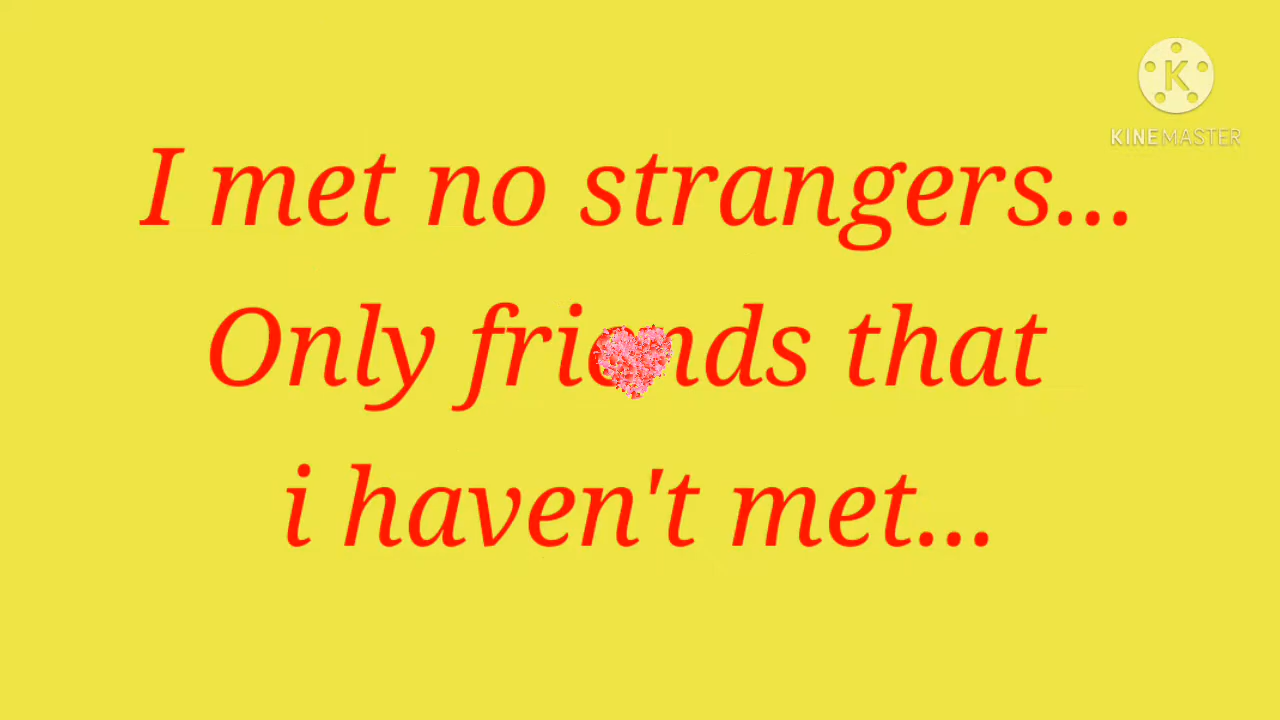 K
KINEMASTER
I met no strangers...
Only friends that
i haven't met...